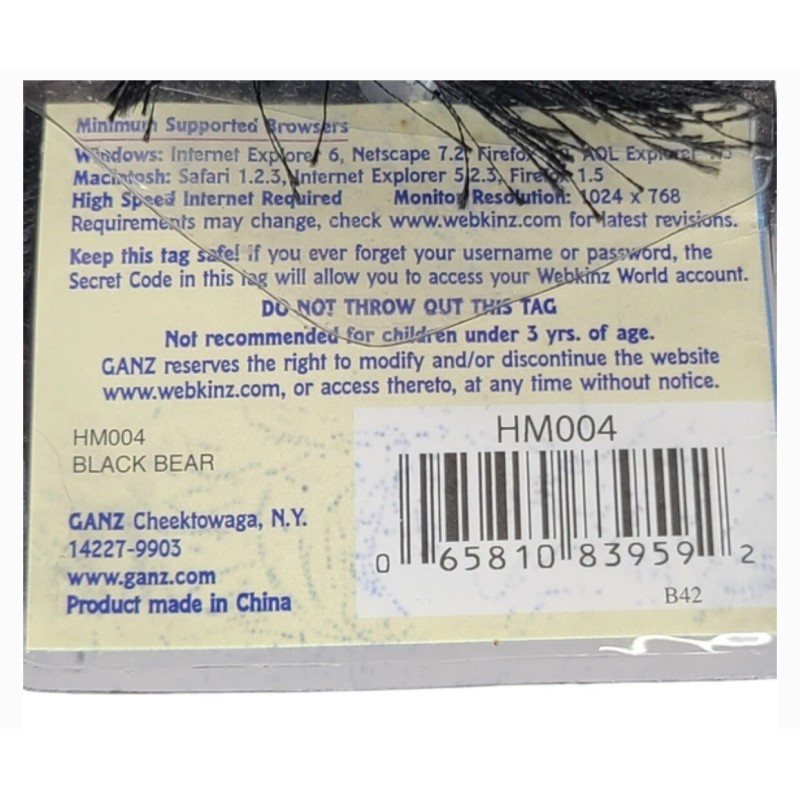 Minimum Supported Browsers
Windows: Internet Explorer 6, Netscape 7.2, Firefox AOL Explorer
Macintosh: Safari 1.2.3, Internet Explorer 5.2.3, Firefox 1.5
High Speed Internet Required Monitor Resolution: 1024 x 768
Requirements may change, check www.webkinz.com for latest revisions.
Keep this tag safe! If you ever forget your username or password, the
Secret Code in this tag will allow you to access your Webkinz World account.
DO NOT THROW OUT THIS TAG
Not recommended for children under 3 yrs. of age.
GANZ reserves the right to modify and/or discontinue the website
www.webkinz.com, or access thereto, at any time without notice.
HM004
BLACK BEAR
GANZ Cheektowaga, N.Y.
14227-9903
www.ganz.com
Product made in China
HM004
0 65810 83959 2
B42